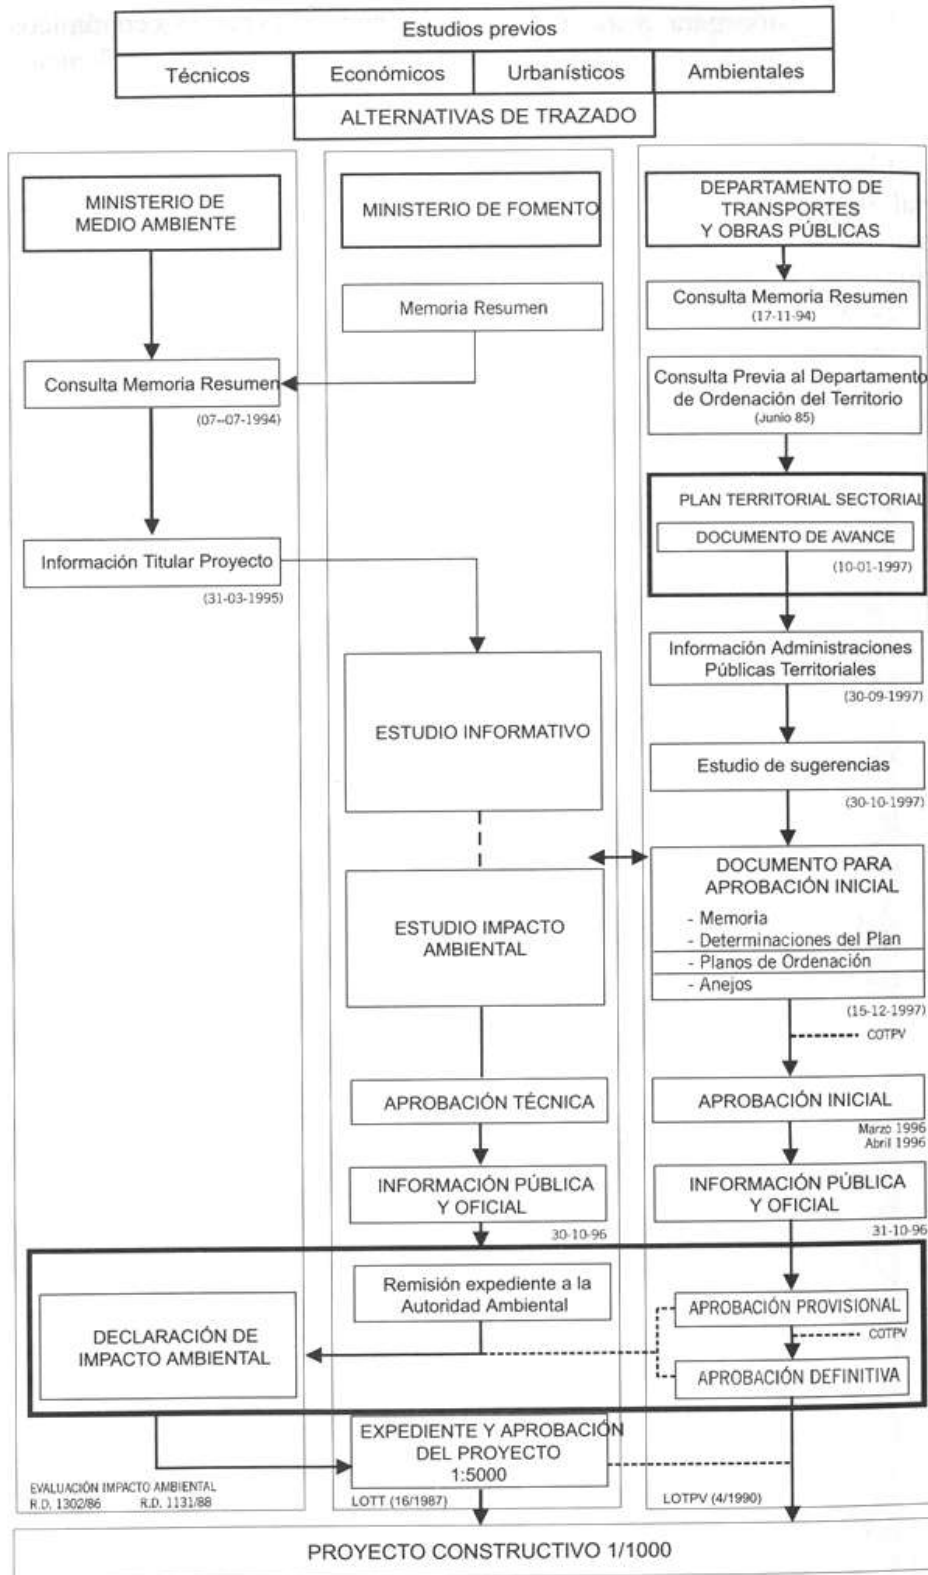 Estudios previos
Técnicos
Económicos
Urbanísticos
Ambientales
ALTERNATIVAS DE TRAZADO
MINISTERIO DE
MEDIO AMBIENTE
Consulta Memoria Resumen
(07--07-1994)
Información Titular Proyecto
(31-03-1995)
DECLARACIÓN DE
IMPACTO AMBIENTAL
EVALUACIÓN IMPACTO AMBIENTAL
R.D. 1302/86 R.D. 1131/88
MINISTERIO DE FOMENTO
Memoria Resumen
ESTUDIO INFORMATIVO
ESTUDIO IMPACTO
AMBIENTAL
APROBACIÓN TÉCNICA
INFORMACIÓN PÚBLICA
Y OFICIAL
30-10-96
Remisión expediente a la
Autoridad Ambiental
EXPEDIENTE Y APROBACIÓN
DEL PROYECTO
1:5000
LOTT (16/1987)
DEPARTAMENTO DE
TRANSPORTES
Y OBRAS PÚBLICAS
Consulta Memoria Resumen
(17-11-94)
Consulta Previa al Departamento
de Ordenación del Territorio
(Junio 85)
PLAN TERRITORIAL SECTORIAL
DOCUMENTO DE AVANCE
(10-01-1997)
Información Administraciones
Públicas Territoriales
(30-09-1997)
Estudio de sugerencias
(30-10-1997)
DOCUMENTO PARA
APROBACIÓN INICIAL
- Memoria
- Determinaciones del Plan
- Planos de Ordenación
- Anejos
(15-12-1997)
COTPV
APROBACIÓN INICIAL
Marzo 1996
Abril 1996
INFORMACIÓN PÚBLICA
Y OFICIAL
31-10-96
APROBACIÓN PROVISIONAL
COTPV
APROBACIÓN DEFINITIVA
LOTPV (4/1990)
PROYECTO CONSTRUCTIVO 1/1000